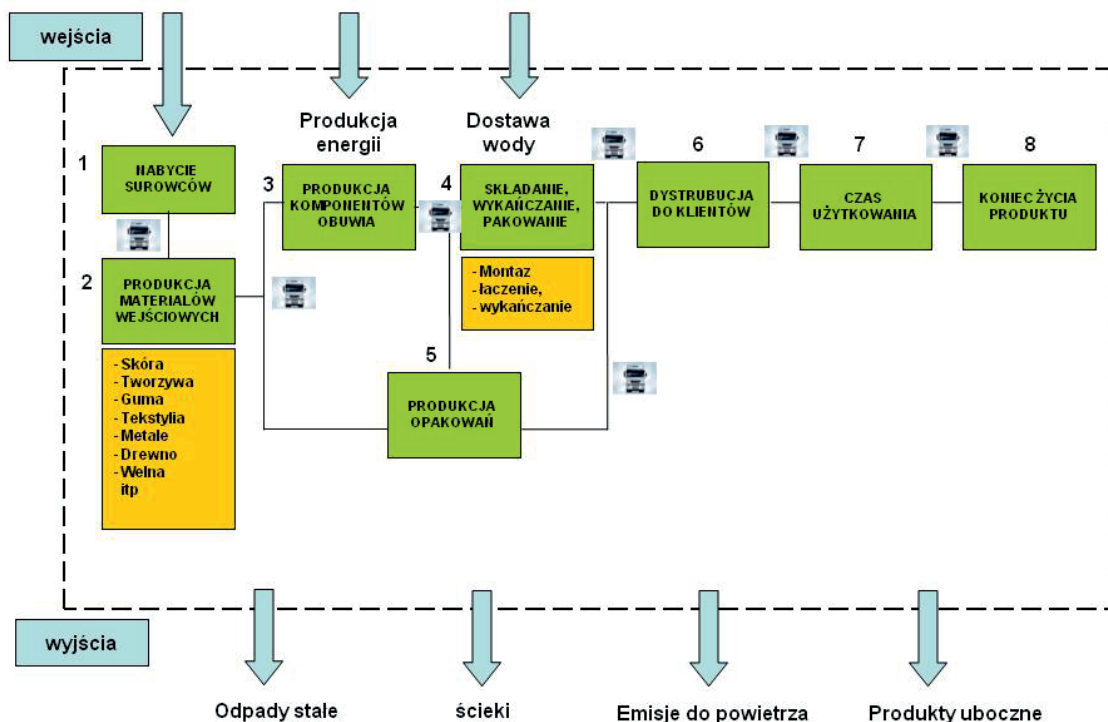 wejścia
Produkcja
energii
Dostawa
wody
1
NABYCIE
SUROWCÓW
2
PRODUKCJA
MATERIAŁÓW
WEJŚCIOWYCH
- Skóra
- Tworzywa
- Guma
- Tekstylia
- Metale
- Drewno
- Wełna
itp
3
PRODUKCJA
KOMPONENTÓW
OBUWIA
4
SKŁADANIE,
WYKAŃCZANIE,
PAKOWANIE
- Montaz
- łaczenie,
- wykańczanie
5
PRODUKCJA
OPAKOWAŃ
6
DYSTRUBUCJA
DO KLIENTÓW
7
CZAS
UŻYTKOWANIA
8
KONIEC ŻYCIA
PRODUKTU
wyjścia
Odpady stałe
ścieki
Emisje do powietrza
Produkty uboczne